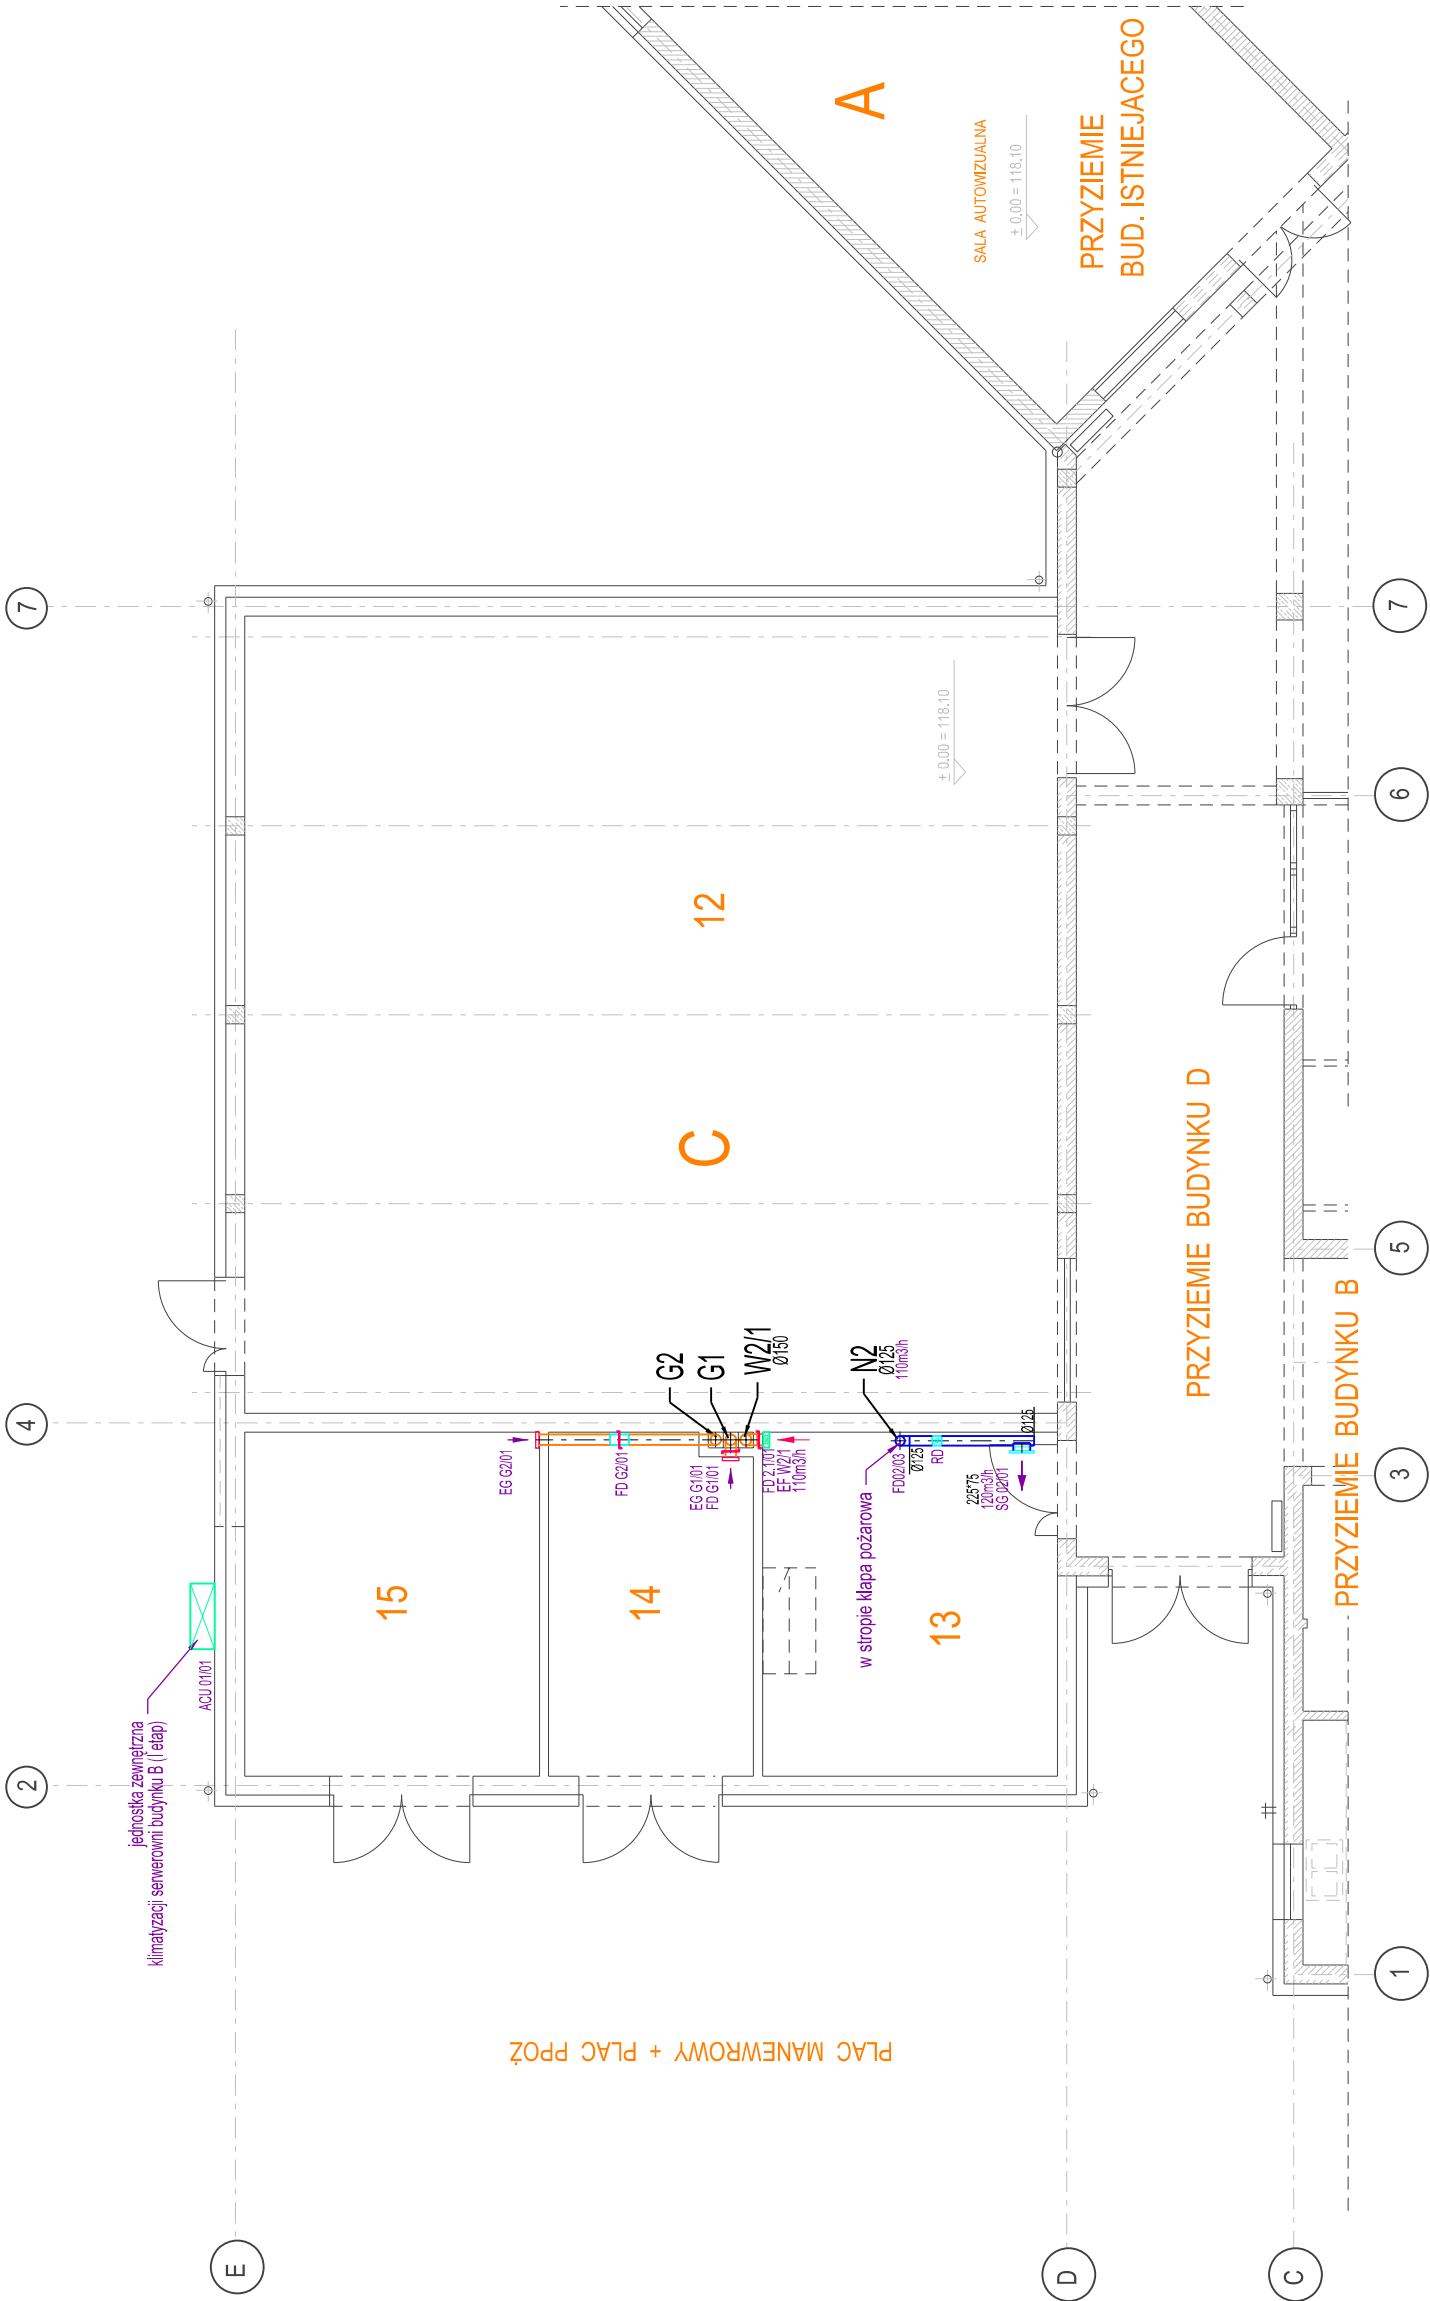 A
SALA AUTOWIZUALNA
± 0.00 = 118.10
PRZYZIEMIE
BUD. ISTNIEJACEGO
7
7
± 0.00 = 118.10
6
12
C
PRZYZIEMIE BUDYNKU D
5
PRZYZIEMIE BUDYNKU B
4
G2
G1
W2/1
Ø150
N2
Ø125
110m3/h
Ø125
EG G2/01
FD G2/01
EG G1/01
FD G1/01
FD 2.1/01
EF W2/1
110m3/h
FD02/03
Ø125
RD
225*75
120m3/h
SG 02/01
w stropie klapa pożarowa
3
15
14
13
ACU 01/01
jednostka zewnętrzna
klimatyzacji serwerowni budynku B (I etap)
2
1
PLAC MANEWROWY + PLAC PPOŻ
E
D
C